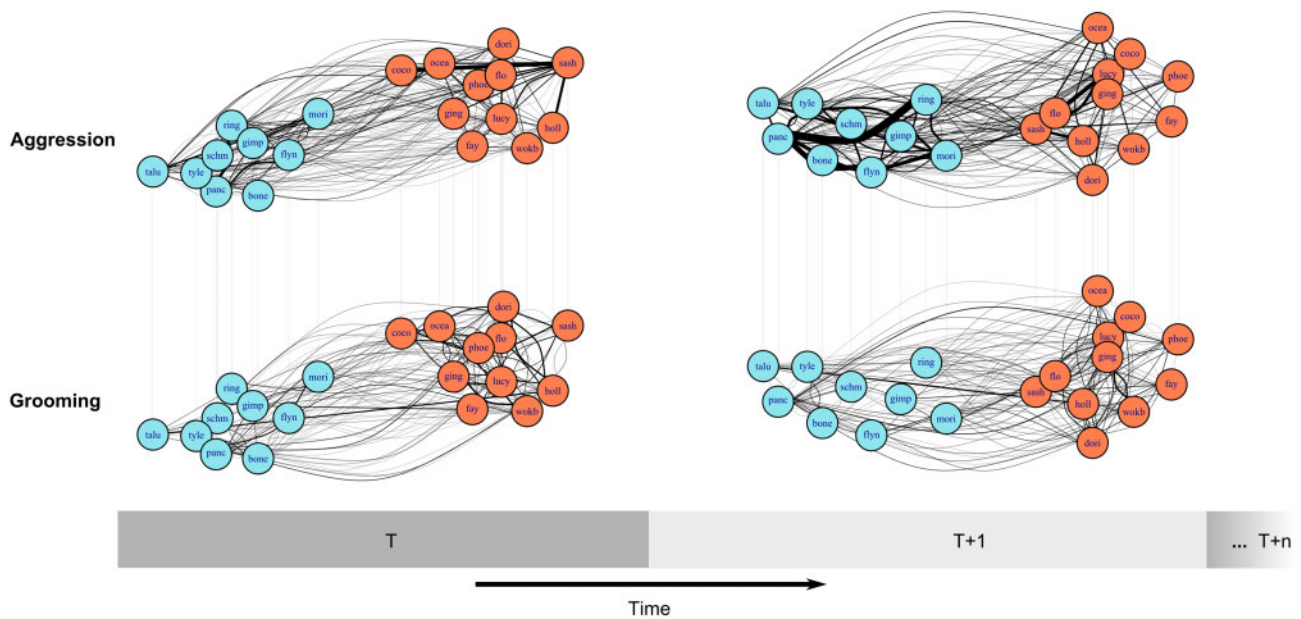 Aggression
dori
ocea
coco
flo
sash
phoe
mori
ging
lucy
holl
ring
gimp
schm
flyn
fay
wokb
talu
tyle
panc
bone
ocea
coco
lucy
phoe
talu
tyle
ring
ging
schm
flo
fay
panc
gimp
sash
holl
wokb
bone
mori
flyn
dori
Grooming
dori
ocea
coco
flo
sash
phoe
mori
ging
lucy
holl
ring
gimp
schm
flyn
fay
wokb
talu
tyle
panc
bone
ocea
coco
lucy
phoe
ging
talu
tyle
ring
schm
flo
fay
panc
gimp
sash
holl
wokb
bone
mori
flyn
dori
T
T+1
... T+n
Time